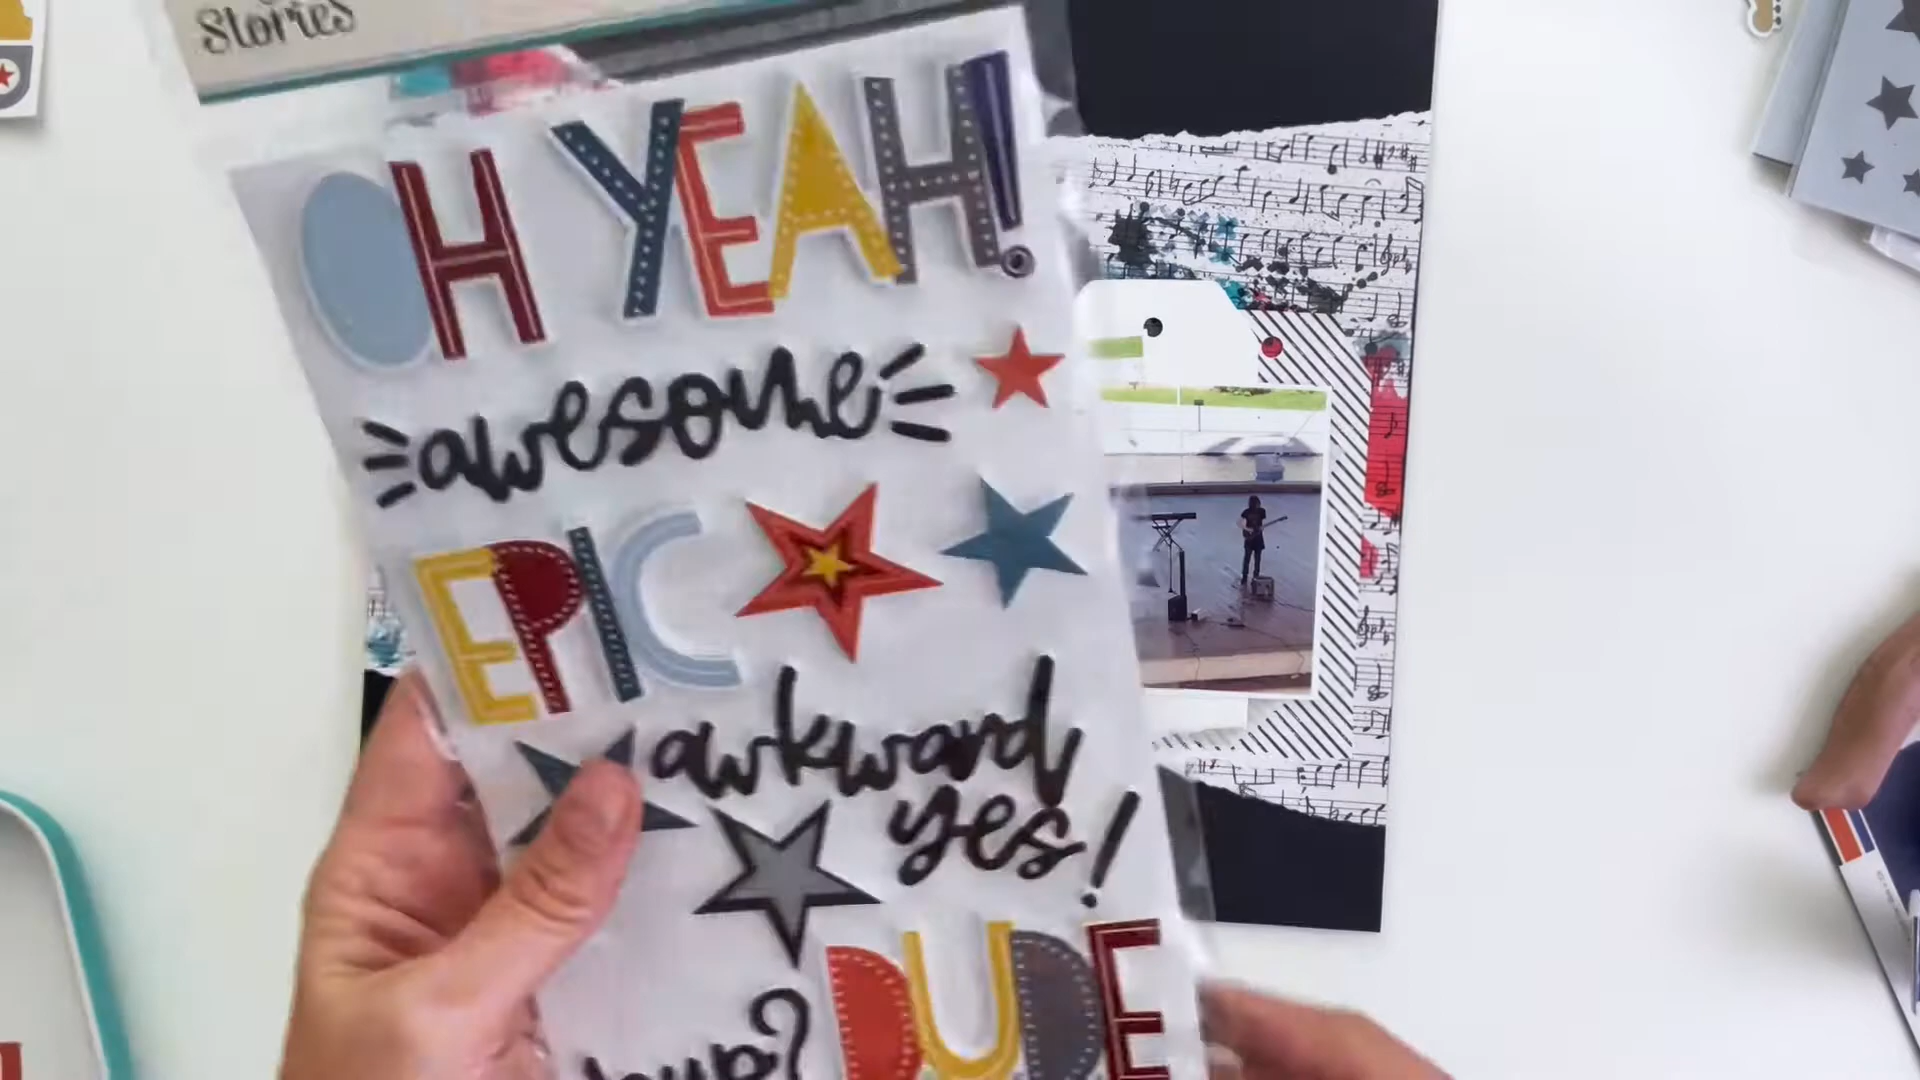 Stories
OH YEAH!
awesome
EPIC
awkward
yes!
DUDE